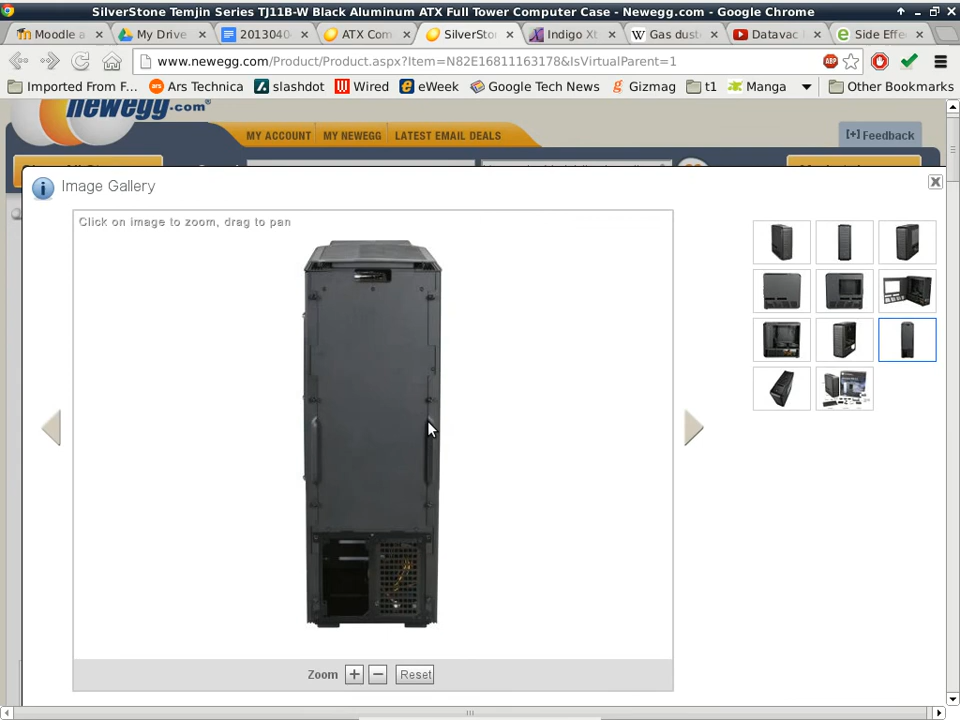 SilverStone Temjin Series TJ11B-W Black Aluminum ATX Full Tower Computer Case - Newegg.com - Google Chrome
Moodle a
My Drive
2013040
ATX Com
SilverSto
Indigo Xt
Gas dust
Datavac
Side Effe
www.newegg.com/Product/Product.aspx?Item=N82E16811163178&IsVirtualParent=1
ABP
Imported From F...
Ars Technica
slashdot
Wired
eWeek
Google Tech News
Gizmag
t1
Manga
Other Bookmarks
newegg.com®
MY ACCOUNT
MY NEWEGG
LATEST EMAIL DEALS
[+] Feedback
Image Gallery
Click on image to zoom, drag to pan
Zoom
Reset